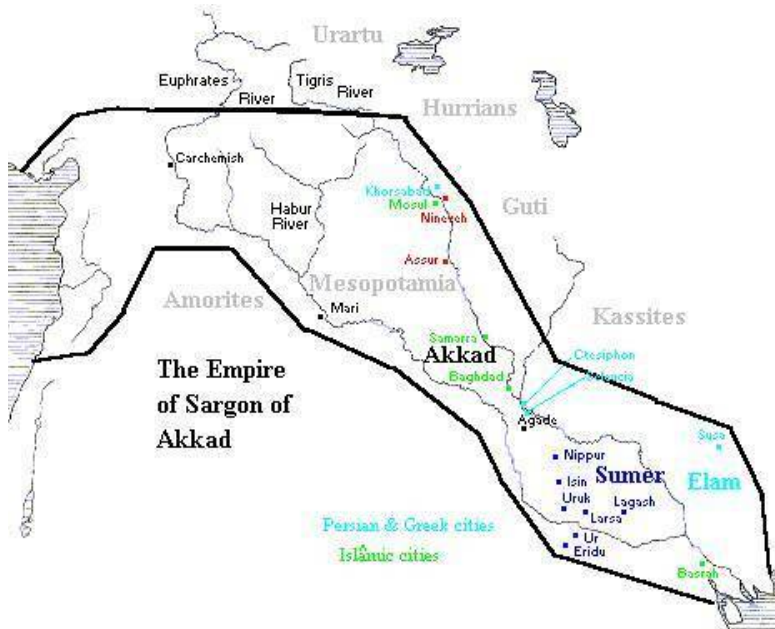 Urartu
Euphrates
River
Tigris
River
Hurrians
Carchemish
Khorsabad
Mosul
Nineveh
Guti
Habur
River
Assur
Mesopotamia
Amorites
Mari
Kassites
Samarra
Akkad
Ctesiphon
Baghdad
The Empire
of Sargon of
Akkad
Agade
Susa
Nippur
Sumer
Elam
Isin
Uruk
Lagash
Larsa
Persian & Greek cities
Ur
Eridu
Islamic cities
Basrah